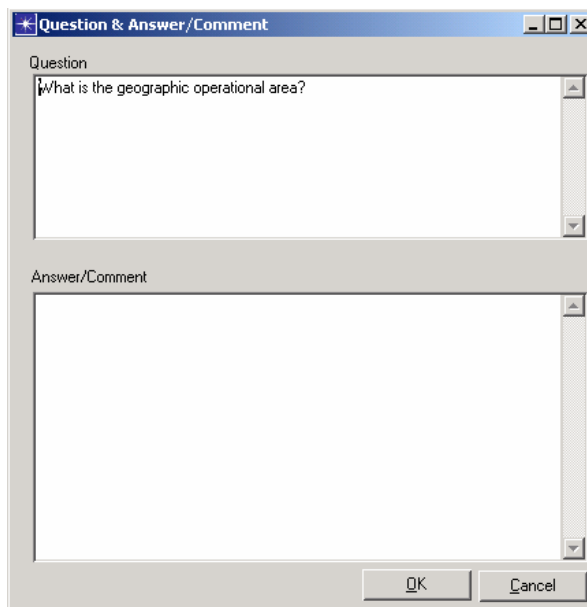 Question & Answer/Comment
Question
What is the geographic operational area?
Answer/Comment
OK
Cancel